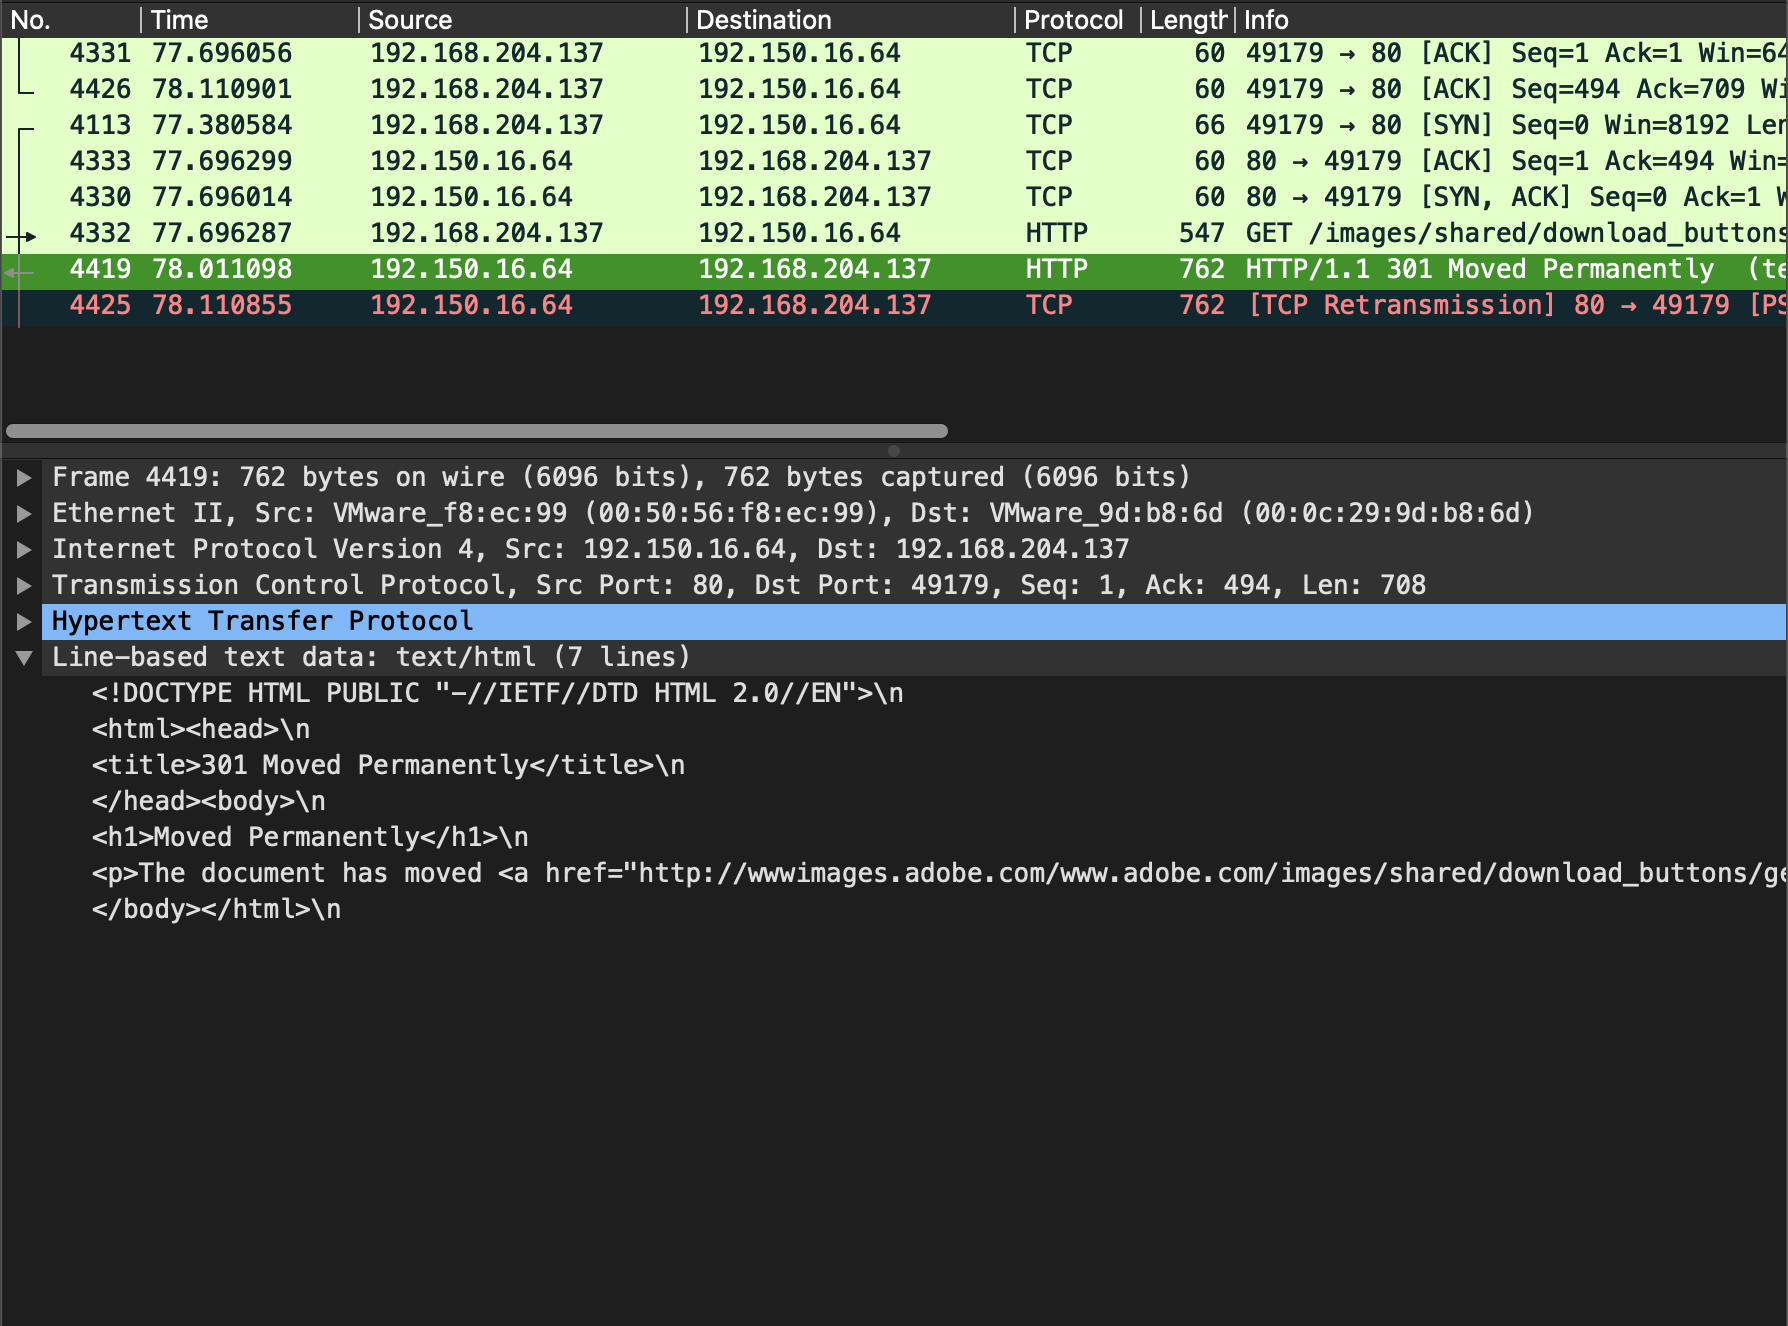 No. Time Source Destination Protocol Length Info
4331 77.696056 192.168.204.137 192.150.16.64 TCP 60 49179 → 80 [ACK] Seq=1 Ack=1 Win=64
4426 78.110901 192.168.204.137 192.150.16.64 TCP 60 49179 → 80 [ACK] Seq=494 Ack=709 Wi
4113 77.380584 192.168.204.137 192.150.16.64 TCP 66 49179 → 80 [SYN] Seq=0 Win=8192 Len
4333 77.696299 192.150.16.64 192.168.204.137 TCP 60 80 → 49179 [ACK] Seq=1 Ack=494 Win=
4330 77.696014 192.150.16.64 192.168.204.137 TCP 60 80 → 49179 [SYN, ACK] Seq=0 Ack=1 W
4332 77.696287 192.168.204.137 192.150.16.64 HTTP 547 GET /images/shared/download_buttons
4419 78.011098 192.150.16.64 192.168.204.137 HTTP 762 HTTP/1.1 301 Moved Permanently (te
4425 78.110855 192.150.16.64 192.168.204.137 TCP 762 [TCP Retransmission] 80 → 49179 [PS
Frame 4419: 762 bytes on wire (6096 bits), 762 bytes captured (6096 bits)
Ethernet II, Src: VMware_f8:ec:99 (00:50:56:f8:ec:99), Dst: VMware_9d:b8:6d (00:0c:29:9d:b8:6d)
Internet Protocol Version 4, Src: 192.150.16.64, Dst: 192.168.204.137
Transmission Control Protocol, Src Port: 80, Dst Port: 49179, Seq: 1, Ack: 494, Len: 708
Hypertext Transfer Protocol
Line-based text data: text/html (7 lines)
<!DOCTYPE HTML PUBLIC "-//IETF//DTD HTML 2.0//EN">\n
<html><head>\n
<title>301 Moved Permanently</title>\n
</head><body>\n
<h1>Moved Permanently</h1>\n
<p>The document has moved <a href="http://wwwimages.adobe.com/www.adobe.com/images/shared/download_buttons/ge
</body></html>\n